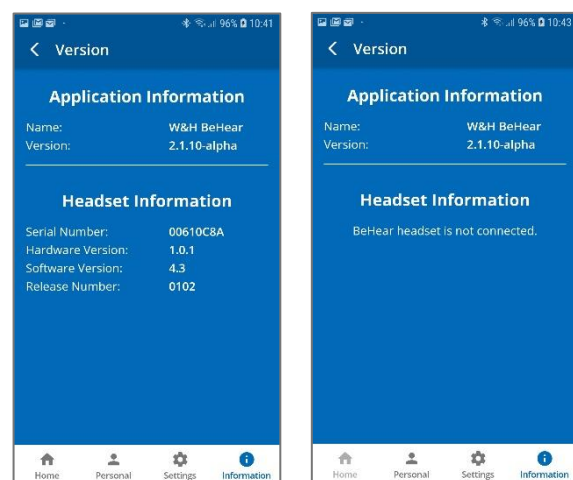 96% 10:41
Version
Application Information
Name: W&H BeHear
Version: 2.1.10-alpha
Headset Information
Serial Number: 00610C8A
Hardware Version: 1.0.1
Software Version: 4.3
Release Number: 0102
Home Personal Settings Information
96% 10:43
Version
Application Information
Name: W&H BeHear
Version: 2.1.10-alpha
Headset Information
BeHear headset is not connected.
Home Personal Settings Information